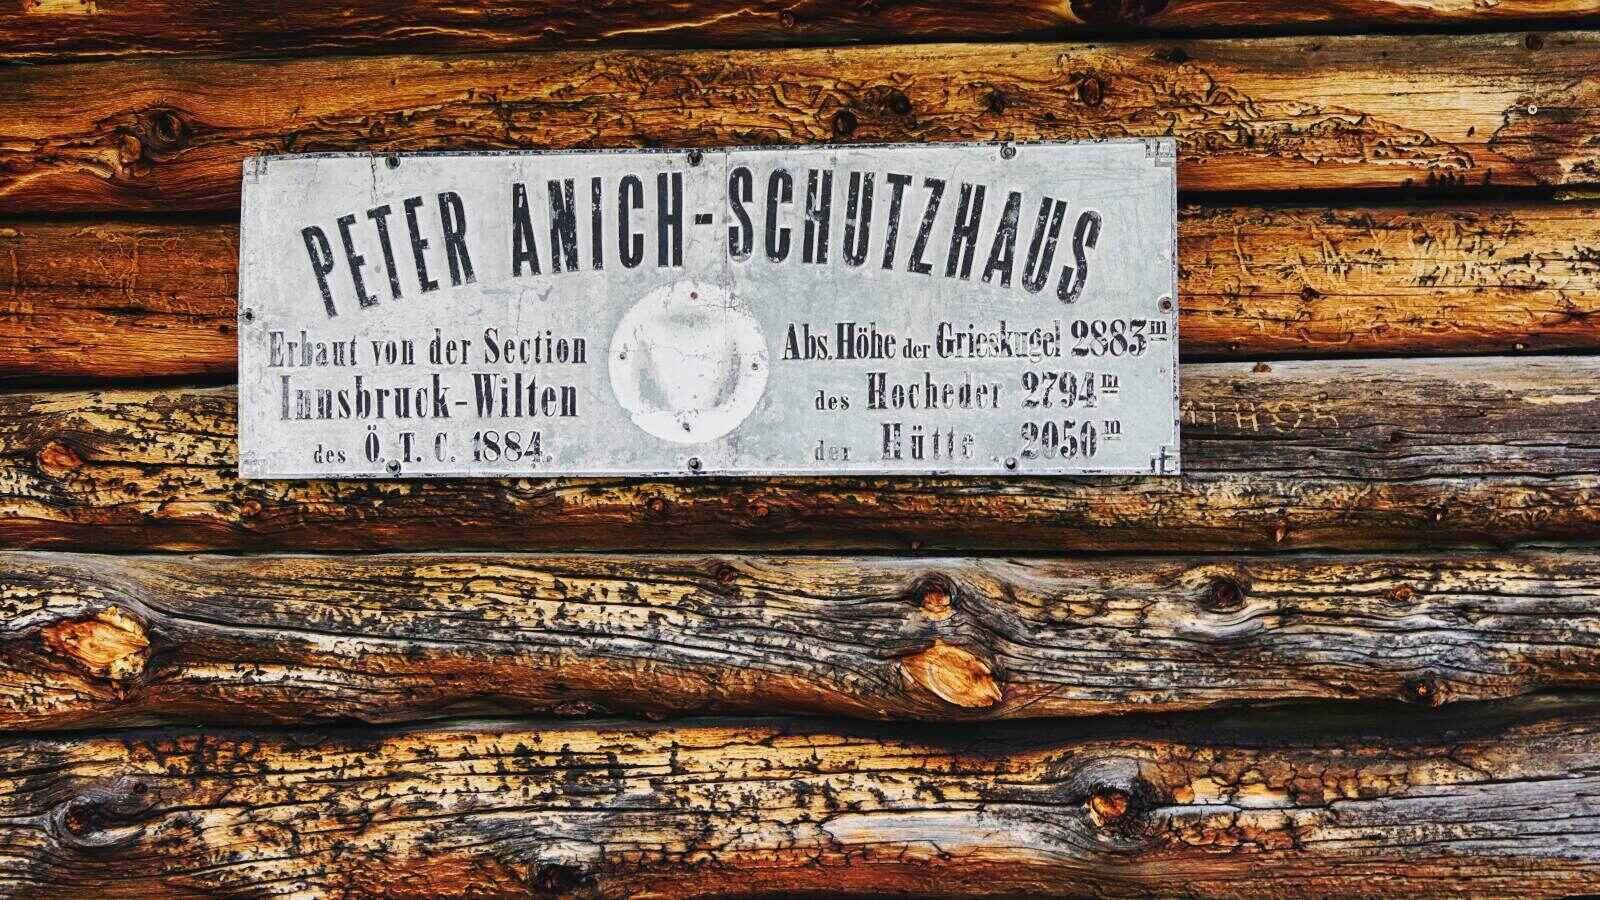 PETER ANICH-SCHUTZHAUS
Erbaut von der Section
Innsbruck-Wilten
des Ö. T. C. 1884.
Abs. Höhe der Grieskugel 2883m
des Hocheder 2794m
der Hütte 2050m